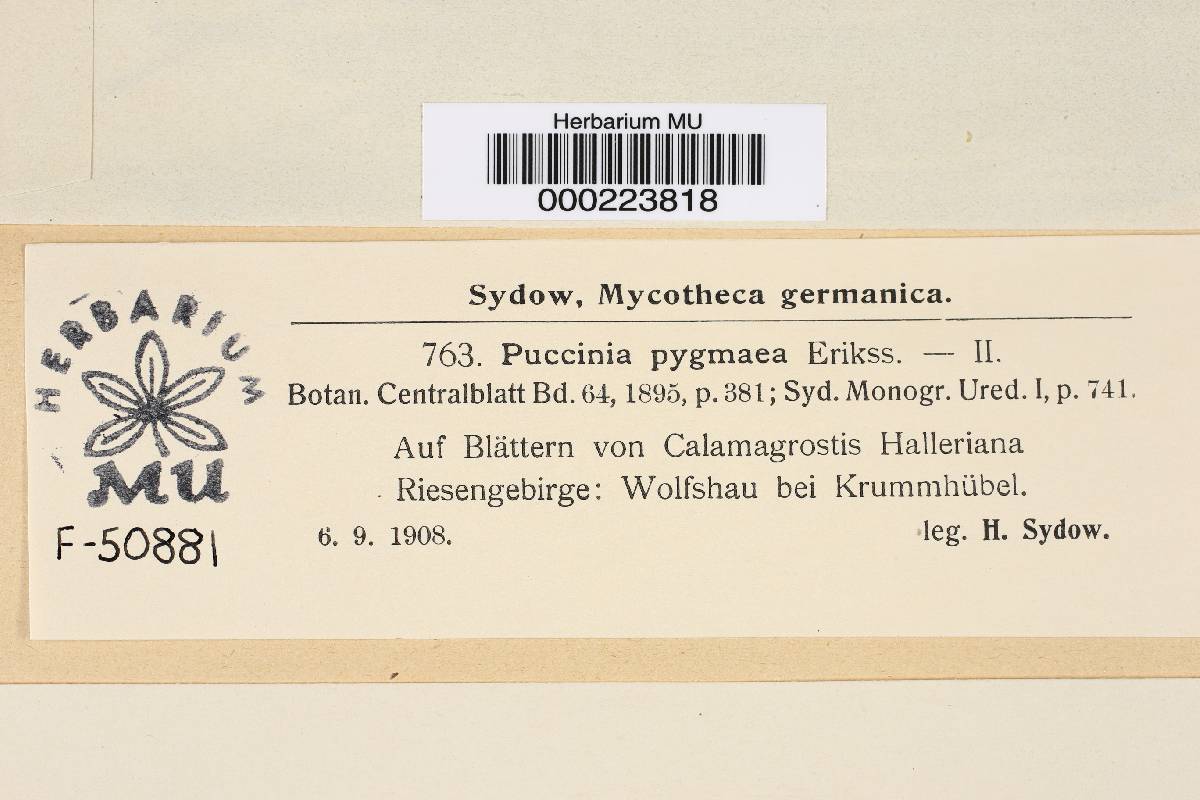 Herbarium MU
000223818
Sydow, Mycotheca germanica.
763. Puccinia pygmaea Erikss. — II.
Botan. Centralblatt Bd. 64, 1895, p. 381; Syd. Monogr. Ured. I, p. 741.
Auf Blättern von Calamagrostis Halleriana
Riesengebirge: Wolfshau bei Krummhübel.
6. 9. 1908. leg. H. Sydow.
HERBARIUM
MU
F-50881